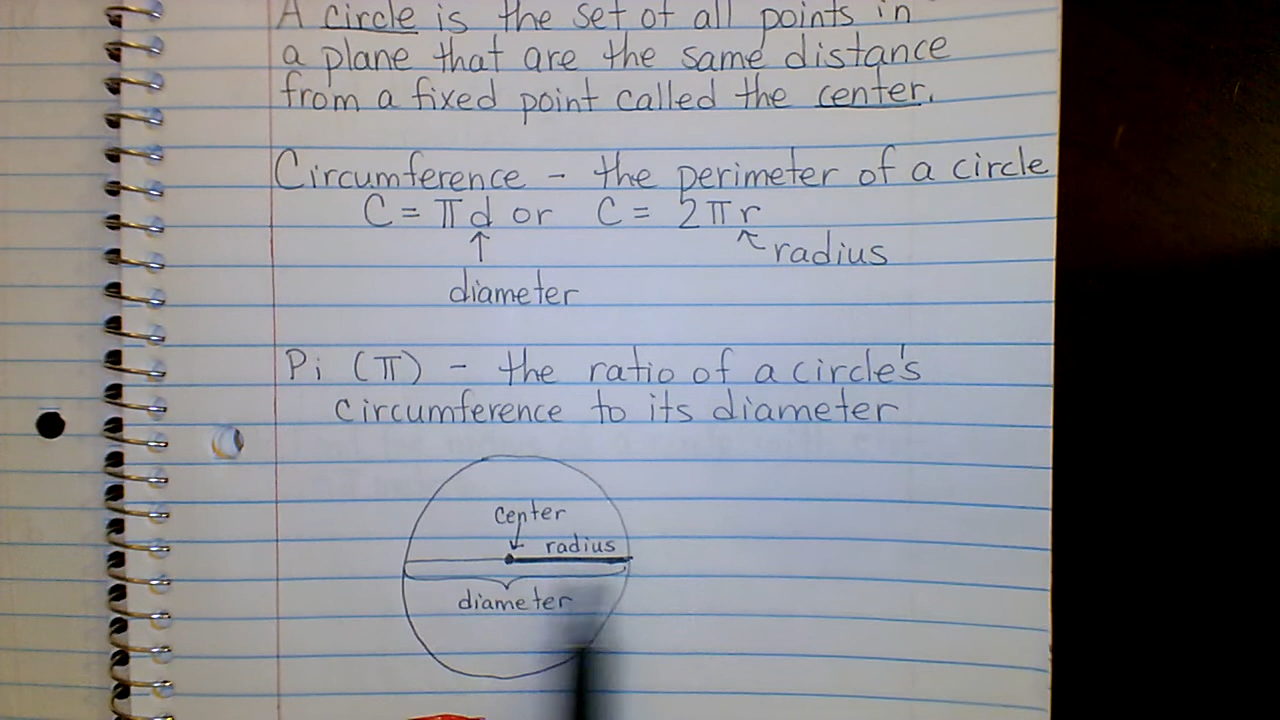 A circle is the set of all points in
a plane that are the same distance
from a fixed point called the center.
Circumference - the perimeter of a circle
C = πd or C = 2πr
radius
diameter
Pi (π) - the ratio of a circle's
circumference to its diameter
center
radius
diameter